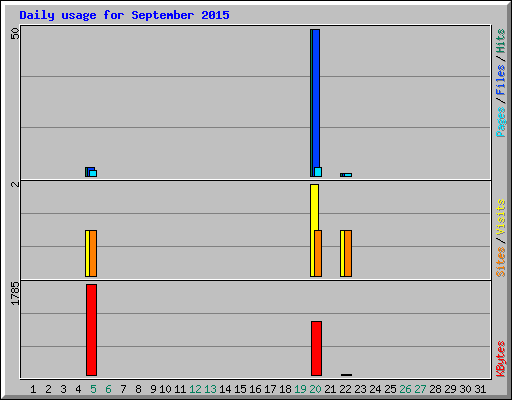 Daily usage for September 2015
50
2
1785
Pages / Files / Hits
Sites / Visits
KBytes
1 2 3 4 5 6 7 8 9 10 11 12 13 14 15 16 17 18 19 20 21 22 23 24 25 26 27 28 29 30 31